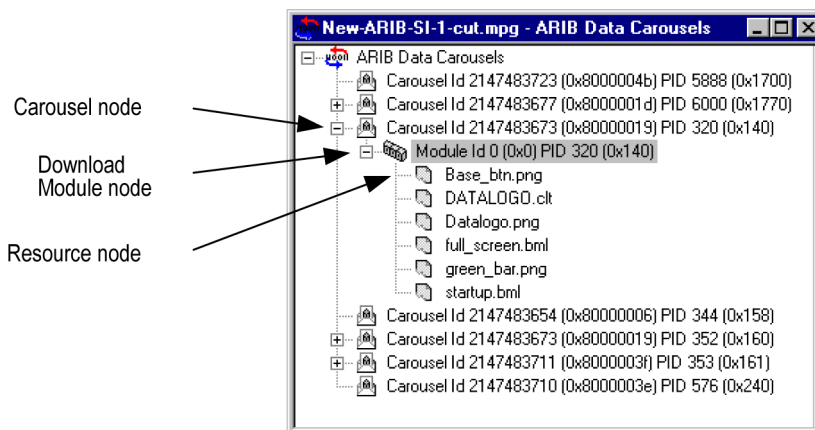 New-ARIB-SI-1-cut.mpg - ARIB Data Carousels
ARIB Data Carousels
Carousel Id 2147483723 (0x8000004b) PID 5888 (0x1700)
Carousel Id 2147483677 (0x8000001d) PID 6000 (0x1770)
Carousel node
Carousel Id 2147483673 (0x80000019) PID 320 (0x140)
Download
Module node
Module Id 0 (0x0) PID 320 (0x140)
Resource node
Base_btn.png
DATALOGO.clt
Datalogo.png
full_screen.bml
green_bar.png
startup.bml
Carousel Id 2147483654 (0x80000006) PID 344 (0x158)
Carousel Id 2147483673 (0x80000019) PID 352 (0x160)
Carousel Id 2147483711 (0x8000003f) PID 353 (0x161)
Carousel Id 2147483710 (0x8000003e) PID 576 (0x240)